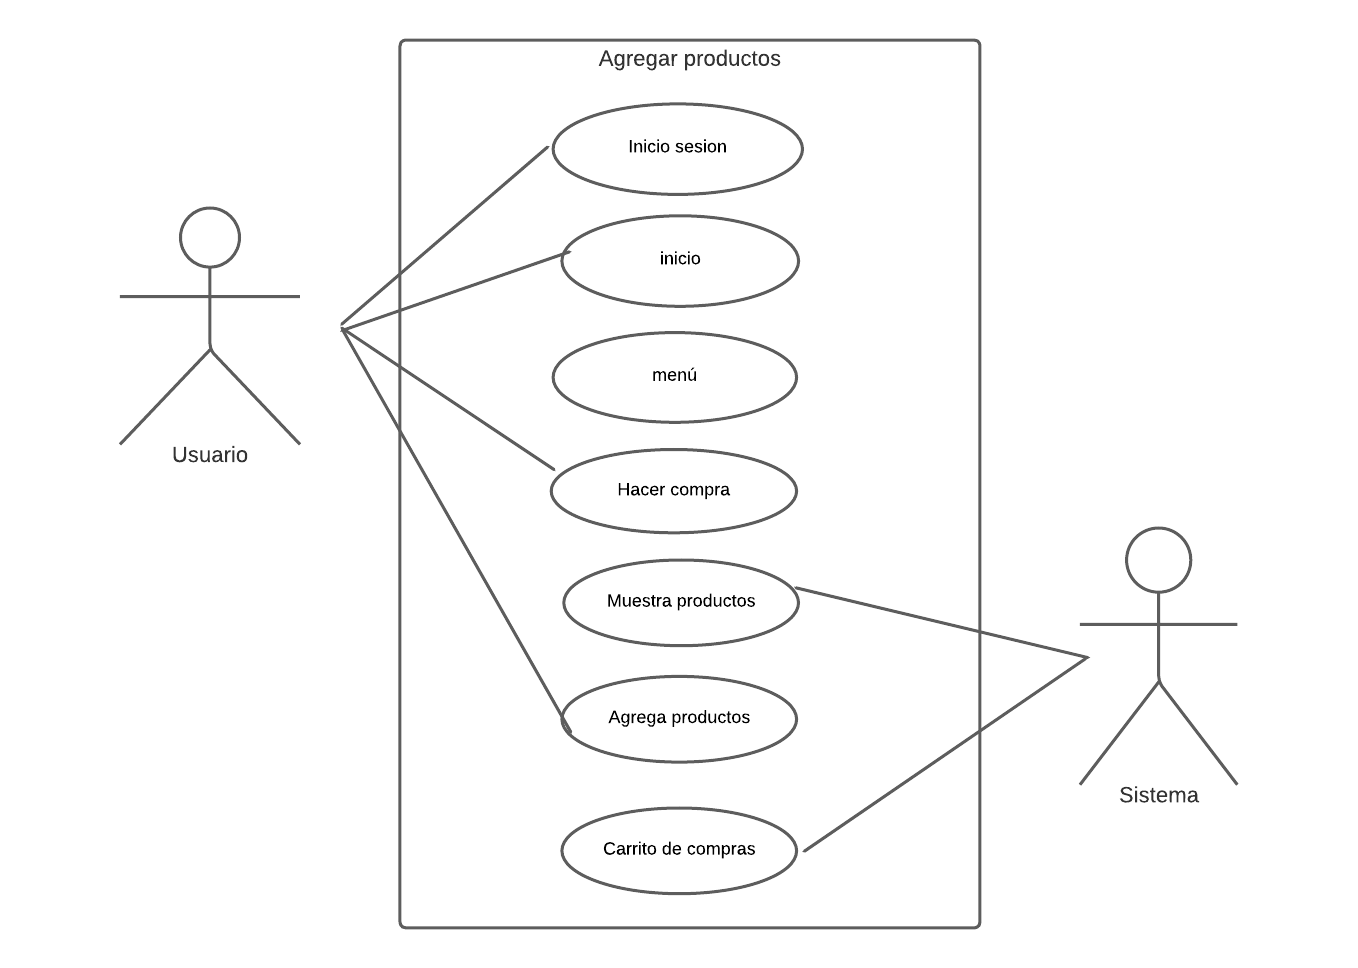 Agregar productos
Inicio sesion
inicio
menú
Hacer compra
Muestra productos
Agrega productos
Carrito de compras
Usuario
Sistema